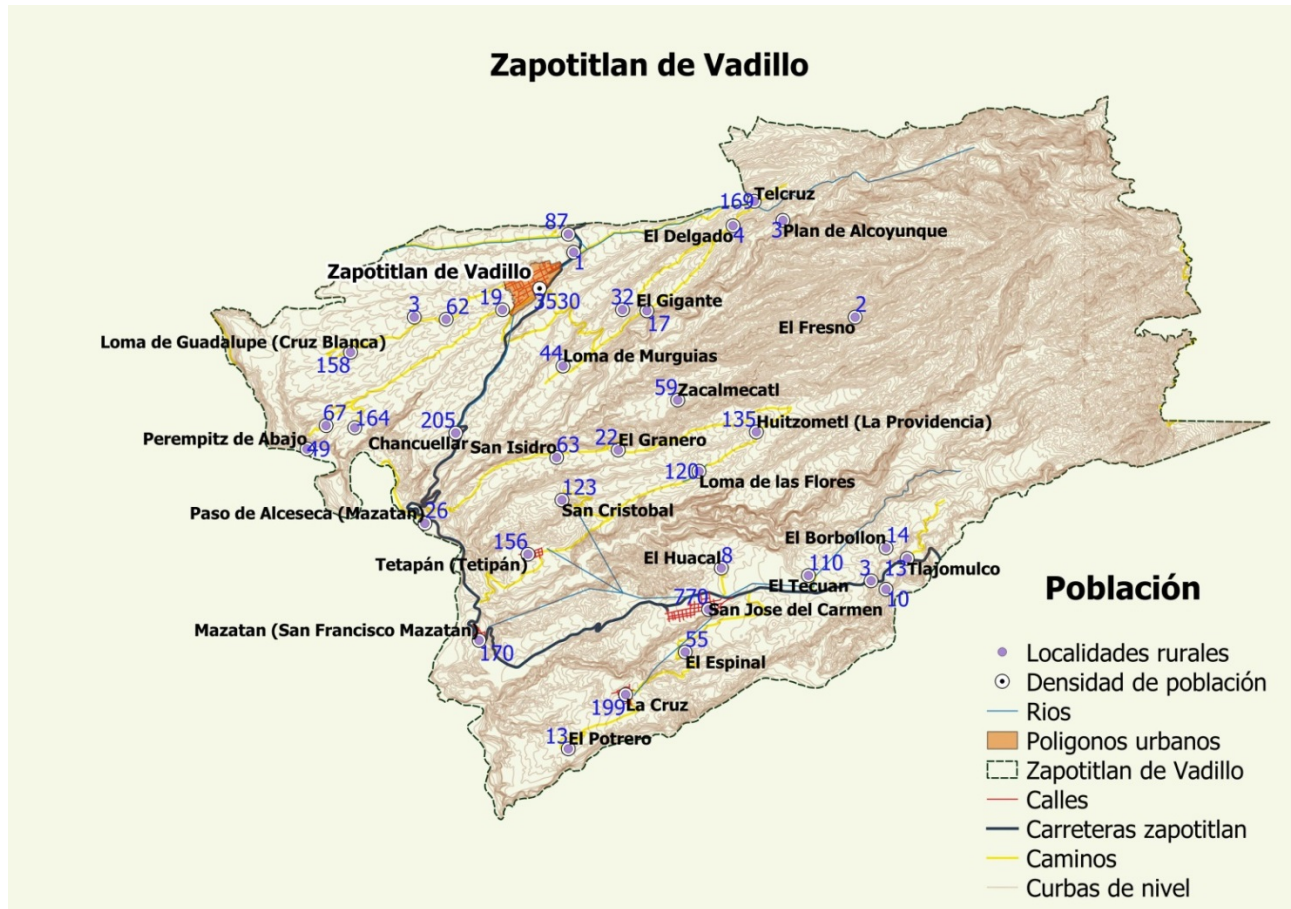 Zapotitlan de Vadillo
Telcruz
169
87
El Delgado
4
3
Plan de Alcoyunque
1
Zapotitlan de Vadillo
3530
3
62
19
32
El Gigante
17
2
El Fresno
Loma de Guadalupe (Cruz Blanca)
158
44
Loma de Murguias
59
Zacalmecatl
67
164
205
135
Huitzometl (La Providencia)
Perempitz de Abajo
49
Chancuellar
San Isidro
63
22
El Granero
120
Loma de las Flores
123
San Cristobal
Paso de Alceseca (Mazatan)
26
156
Tetapán (Tetipán)
El Borbollon
14
El Huacal
8
110
El Tecuan
3
13
Tlajomulco
10
770
San Jose del Carmen
Mazatan (San Francisco Mazatan)
170
55
El Espinal
199
La Cruz
13
El Potrero
Población
Localidades rurales
Densidad de población
Rios
Poligonos urbanos
Zapotitlan de Vadillo
Calles
Carreteras zapotitlan
Caminos
Curbas de nivel